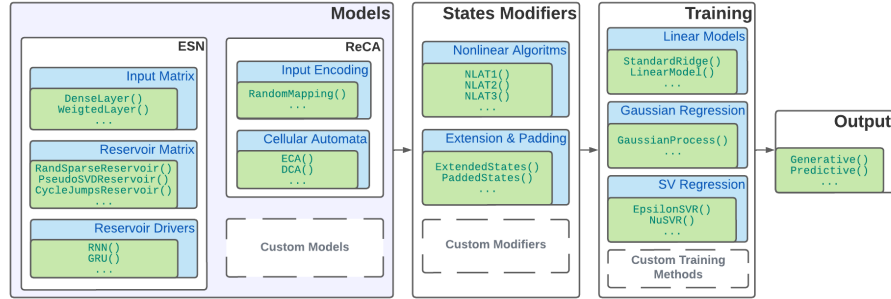 Models
ESN
Input Matrix
DenseLayer()
WeigtedLayer()
...
Reservoir Matrix
RandSparseReservoir()
PseudoSVDReservoir()
CycleJumpsReservoir()
...
Reservoir Drivers
RNN()
GRU()
...
ReCA
Input Encoding
RandomMapping()
...
Cellular Automata
ECA()
DCA()
...
Custom Models
States Modifiers
Nonlinear Algoritms
NLAT1()
NLAT2()
NLAT3()
...
Extension & Padding
ExtendedStates()
PaddedStates()
...
Custom Modifiers
Training
Linear Models
StandardRidge()
LinearModel()
...
Gaussian Regression
GaussianProcess()
...
SV Regression
EpsilonSVR()
NuSVR()
...
Custom Training
Methods
Output
Generative()
Predictive()
...